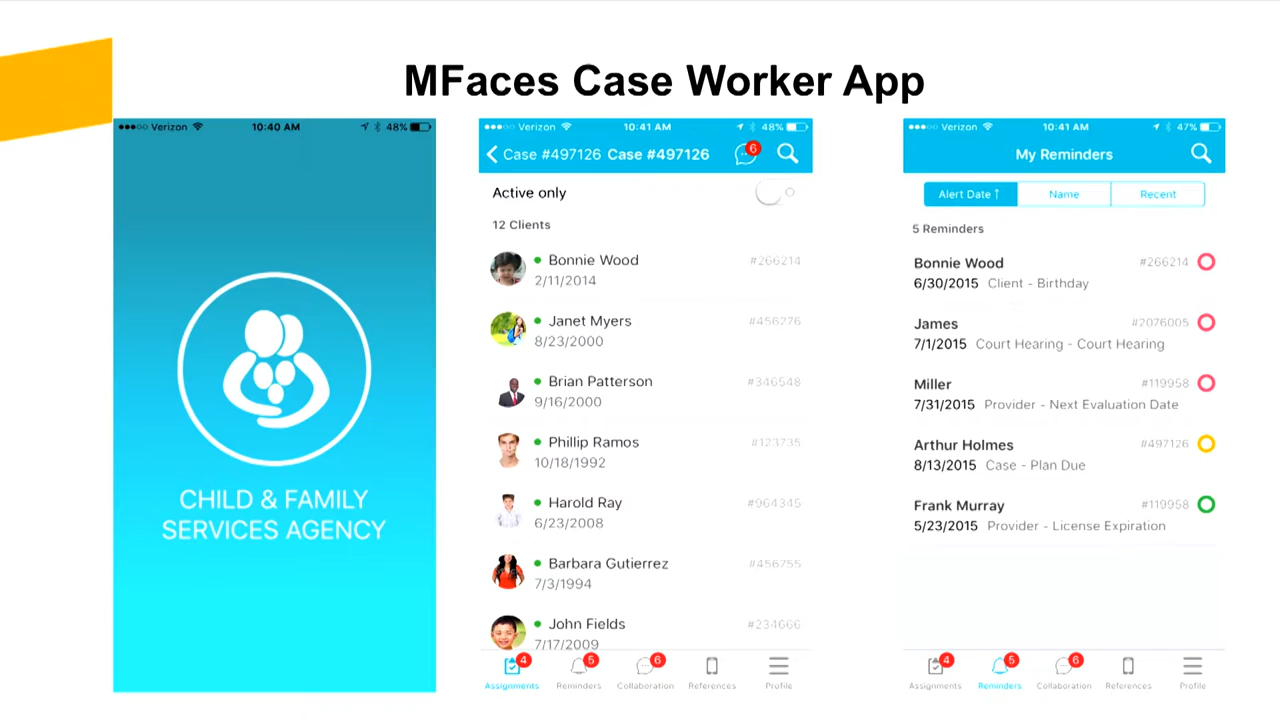 MFaces Case Worker App
Verizon 10:40 AM 48%
CHILD & FAMILY
SERVICES AGENCY
Verizon 10:41 AM 48%
Case #497126 Case #497126 6
Active only
12 Clients
Bonnie Wood #266214
2/11/2014
Janet Myers #456276
8/23/2000
Brian Patterson #346548
9/16/2000
Phillip Ramos #123735
10/18/1992
Harold Ray #964345
6/23/2008
Barbara Gutierrez #456755
7/3/1994
John Fields #234666
7/17/2009
4 5 6
Assignments Reminders Collaboration References Profile
Verizon 10:41 AM 47%
My Reminders
Alert Date ↑ Name Recent
5 Reminders
Bonnie Wood #266214
6/30/2015 Client - Birthday
James #2076005
7/1/2015 Court Hearing - Court Hearing
Miller #119958
7/31/2015 Provider - Next Evaluation Date
Arthur Holmes #497126
8/13/2015 Case - Plan Due
Frank Murray #119958
5/23/2015 Provider - License Expiration
4 5 6
Assignments Reminders Collaboration References Profile